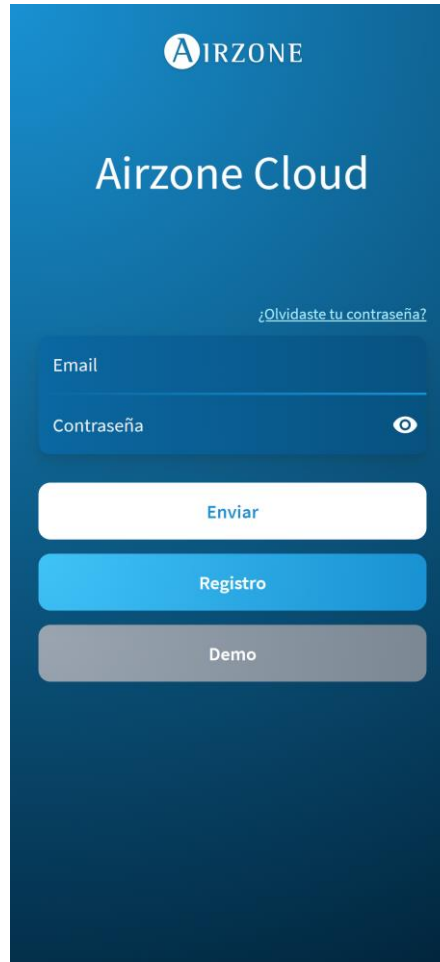 AIRZONE
Airzone Cloud
¿Olvidaste tu contraseña?
Email
Contraseña
Enviar
Registro
Demo